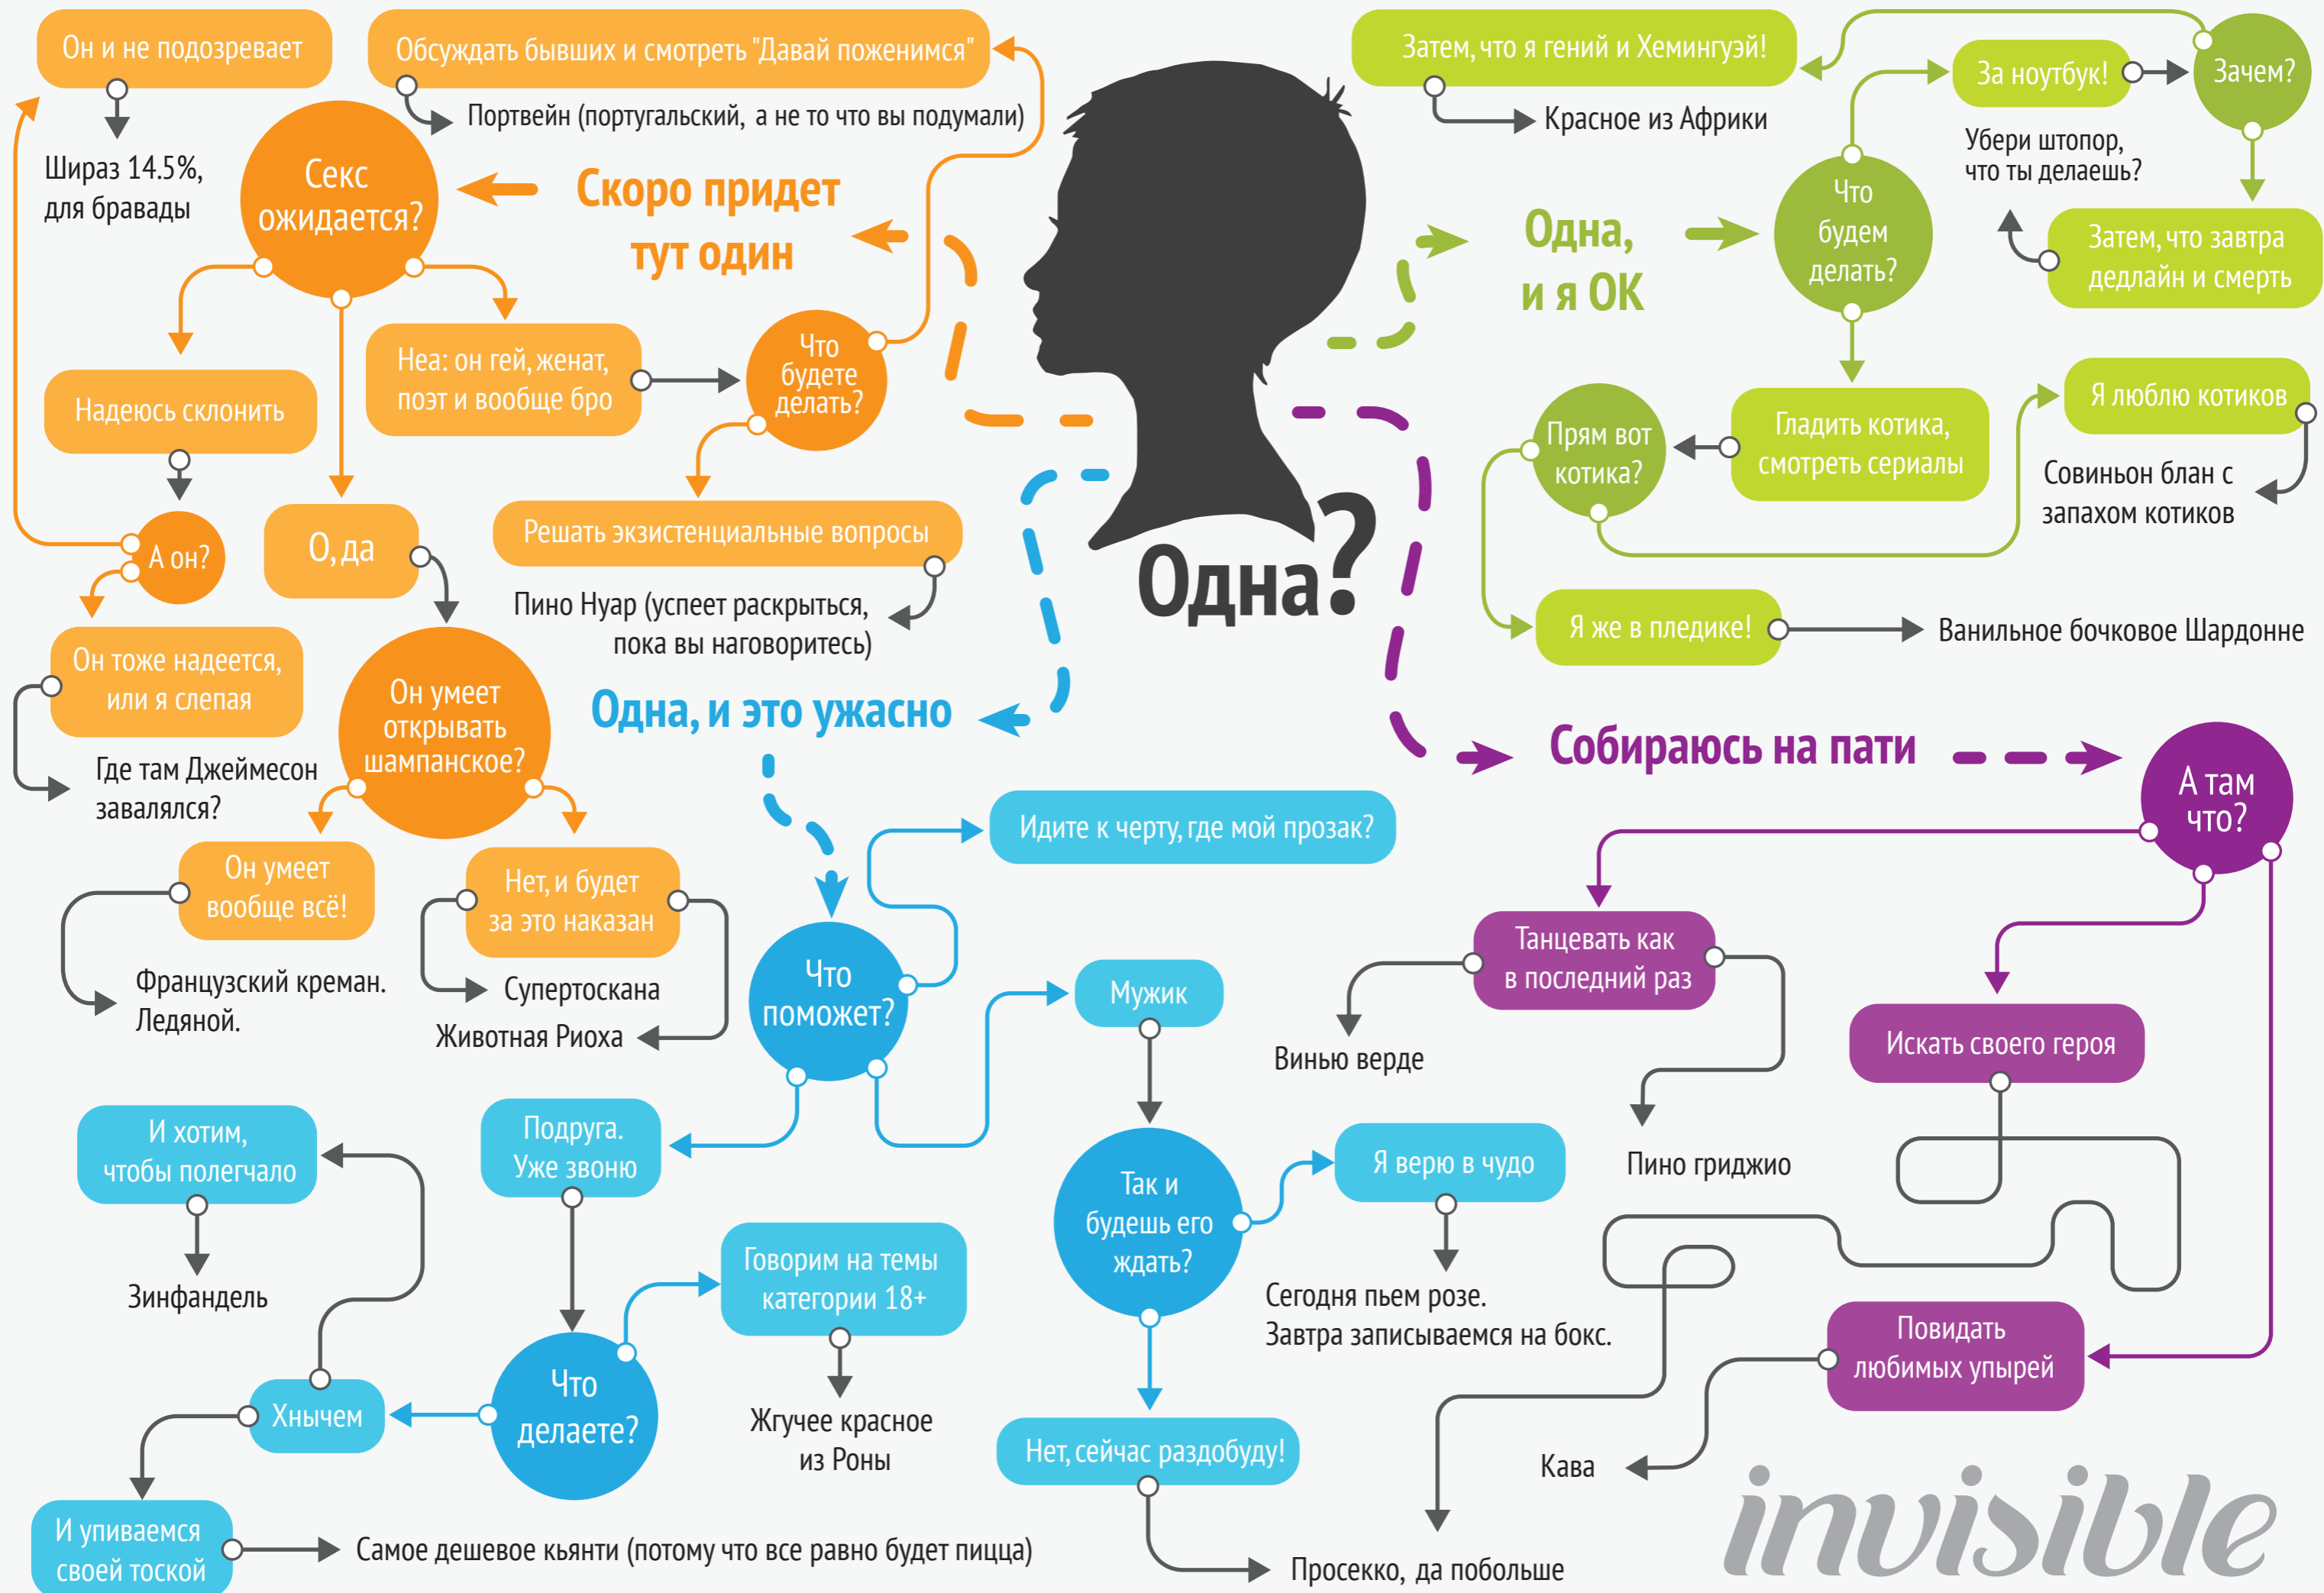 Одна?
Скоро придет
тут один
Секс
ожидается?
Надеюсь склонить
А он?
Он и не подозревает
Шираз 14.5%,
для бравады
Он тоже надеется,
или я слепая
Где там Джеймесон
завалялся?
О, да
Он умеет
открывать
шампанское?
Он умеет
вообще всё!
Французский креман.
Ледяной.
Нет, и будет
за это наказан
Супертоскана
Животная Риоха
Неа: он гей, женат,
поэт и вообще бро
Что
будете
делать?
Обсуждать бывших и смотреть "Давай поженимся"
Портвейн (португальский, а не то что вы подумали)
Решать экзистенциальные вопросы
Пино Нуар (успеет раскрыться,
пока вы наговоритесь)
Одна,
и я ОК
Что
будем
делать?
За ноутбук!
Зачем?
Затем, что я гений и Хемингуэй!
Красное из Африки
Затем, что завтра
дедлайн и смерть
Убери штопор,
что ты делаешь?
Гладить котика,
смотреть сериалы
Прям вот
котика?
Я люблю котиков
Совиньон блан с
запахом котиков
Я же в пледике!
Ванильное бочковое Шардонне
Одна, и это ужасно
Что
поможет?
Идите к черту, где мой прозак?
Мужик
Так и
будешь его
ждать?
Я верю в чудо
Сегодня пьем розе.
Завтра записываемся на бокс.
Нет, сейчас раздобуду!
Просекко, да побольше
Подруга.
Уже звоню
Что
делаете?
Говорим на темы
категории 18+
Жгучее красное
из Роны
Хнычем
И хотим,
чтобы полегчало
Зинфандель
И упиваемся
своей тоской
Самое дешевое кьянти (потому что все равно будет пицца)
Собираюсь на пати
А там
что?
Танцевать как
в последний раз
Винью верде
Пино гриджио
Искать своего героя
Повидать
любимых упырей
Кава
invisible